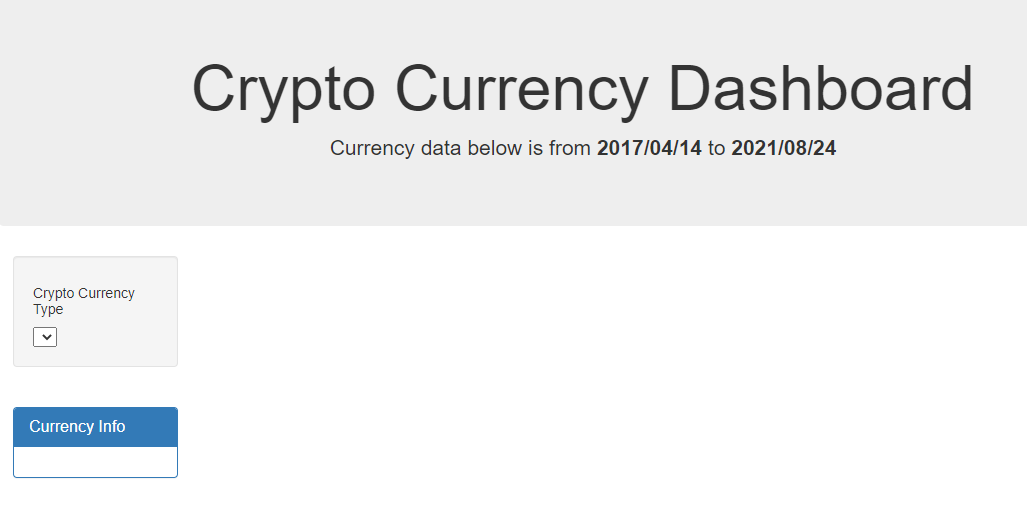 Crypto Currency Dashboard
Currency data below is from 2017/04/14 to 2021/08/24
Crypto Currency
Type
Currency Info